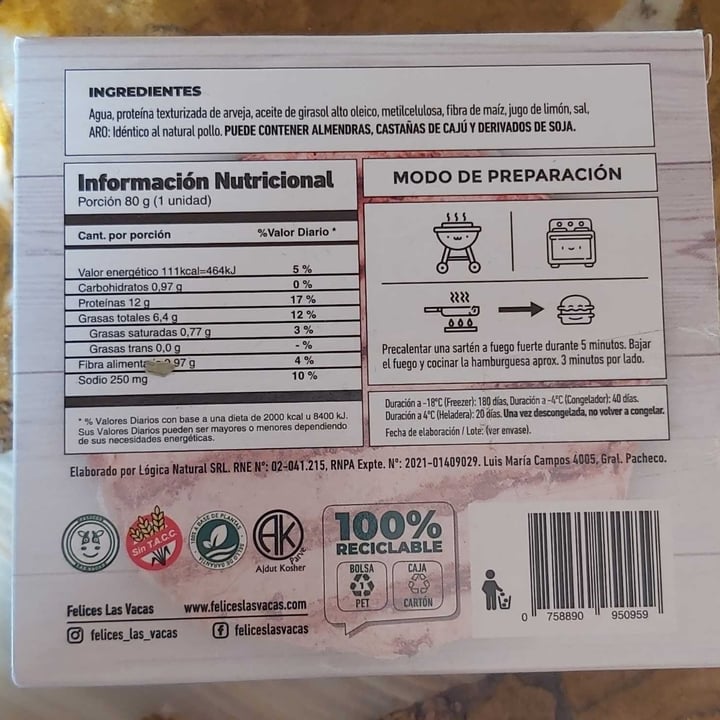 INGREDIENTES
Agua, proteína texturizada de arveja, aceite de girasol alto oleico, metilcelulosa, fibra de maíz, jugo de limón, sal,
ARO: Idéntico al natural pollo. PUEDE CONTENER ALMENDRAS, CASTAÑAS DE CAJÚ Y DERIVADOS DE SOJA.
Información Nutricional
Porción 80 g (1 unidad)
Cant. por porción %Valor Diario *
Valor energético 111kcal=464kJ 5 %
Carbohidratos 0,97 g 0 %
Proteínas 12 g 17 %
Grasas totales 6,4 g 12 %
Grasas saturadas 0,77 g 3 %
Grasas trans 0,0 g - %
Fibra 97 g 4 %
Sodio 250 mg 10 %
* % Valores Diarios con base a una dieta de 2000 kcal u 8400 kJ.
Sus Valores Diarios pueden ser mayores o menores dependiendo
de sus necesidades energéticas.
MODO DE PREPARACIÓN
Precalentar una sartén a fuego fuerte durante 5 minutos. Bajar
el fuego y cocinar la hamburguesa aprox. 3 minutos por lado.
Duración a -18°C (Freezer): 180 días, Duración a -4°C (Congelador): 40 días.
Duración a 4°C (Heladera): 20 días. Una vez descongelada, no volver a congelar.
Fecha de elaboración / Lote: (ver envase).
Elaborado por Lógica Natural SRL. RNE N°: 02-041.215, RNPA Expte. N°: 2021-01409029. Luis María Campos 4005, Gral. Pacheco.
Sin T.A.C.C.
100% A BASE DE PLANTAS
AK
Parve
Ajdut Kosher
100%
RECICLABLE
BOLSA
1
PET
CAJA
CARTÓN
Felices Las Vacas www.feliceslasvacas.com
felices_las_vacas feliceslasvacas
0 758890 950959